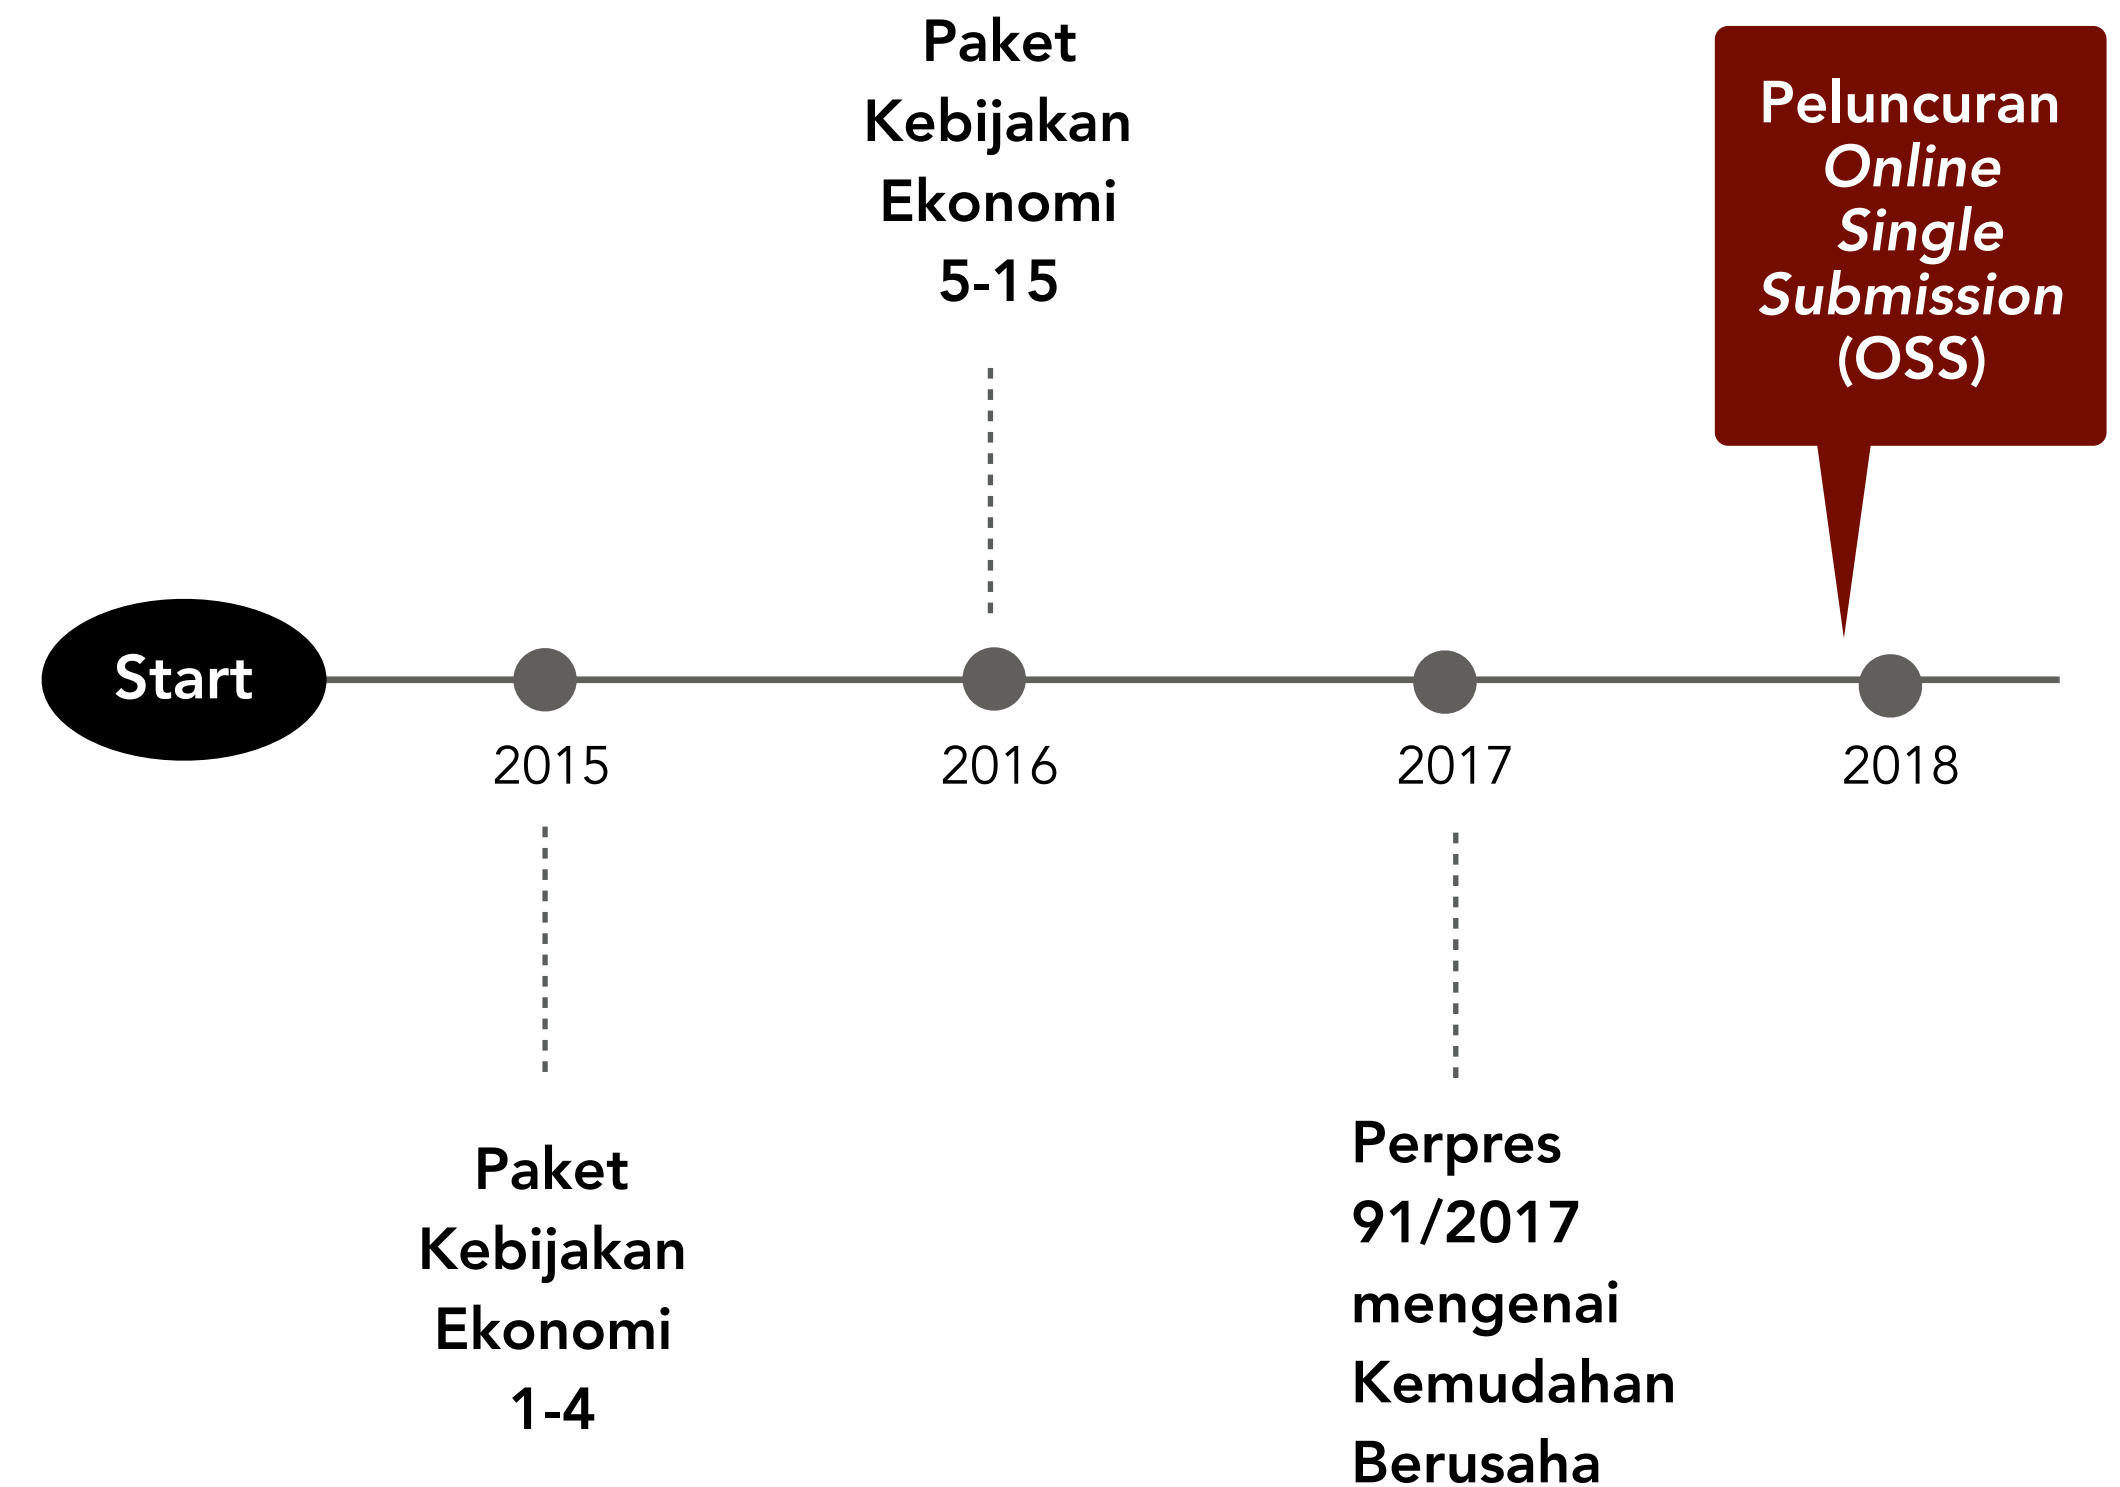 Paket
Kebijakan
Ekonomi
5-15
Peluncuran
Online
Single
Submission
(OSS)
Start
2015
2016
2017
2018
Paket
Kebijakan
Ekonomi
1-4
Perpres
91/2017
mengenai
Kemudahan
Berusaha